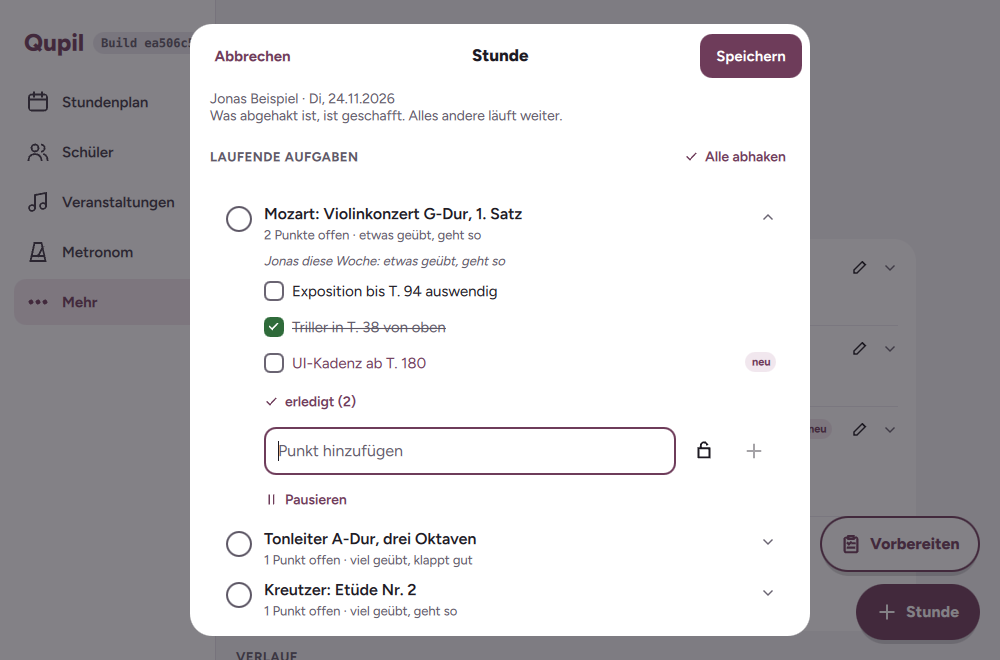 Qupil
Build ea506c5
Stundenplan
Schüler
Veranstaltungen
Metronom
Mehr
Abbrechen
Stunde
Speichern
Jonas Beispiel · Di, 24.11.2026
Was abgehakt ist, ist geschafft. Alles andere läuft weiter.
LAUFENDE AUFGABEN
Alle abhaken
Mozart: Violinkonzert G-Dur, 1. Satz
2 Punkte offen · etwas geübt, geht so
Jonas diese Woche: etwas geübt, geht so
Exposition bis T. 94 auswendig
Triller in T. 38 von oben
UI-Kadenz ab T. 180
neu
erledigt (2)
Punkt hinzufügen
Pausieren
Tonleiter A-Dur, drei Oktaven
1 Punkt offen · viel geübt, klappt gut
Kreutzer: Etüde Nr. 2
1 Punkt offen · viel geübt, geht so
neu
Vorbereiten
Stunde
VERLAUF